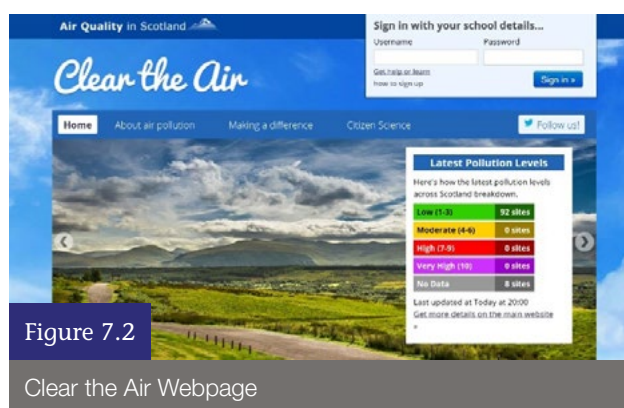 Air Quality in Scotland
Sign in with your school details...
Username Password
Get help or learn
how to sign up
Sign in »
Clear the Air
Home About air pollution Making a difference Citizen Science Follow us!
Latest Pollution Levels
Here's how the latest pollution levels
across Scotland breakdown.
Low (1-3) 92 sites
Moderate (4-6) 0 sites
High (7-9) 0 sites
Very High (10) 0 sites
No Data 8 sites
Last updated at Today at 20:00
Get more details on the main website
»
Figure 7.2
Clear the Air Webpage